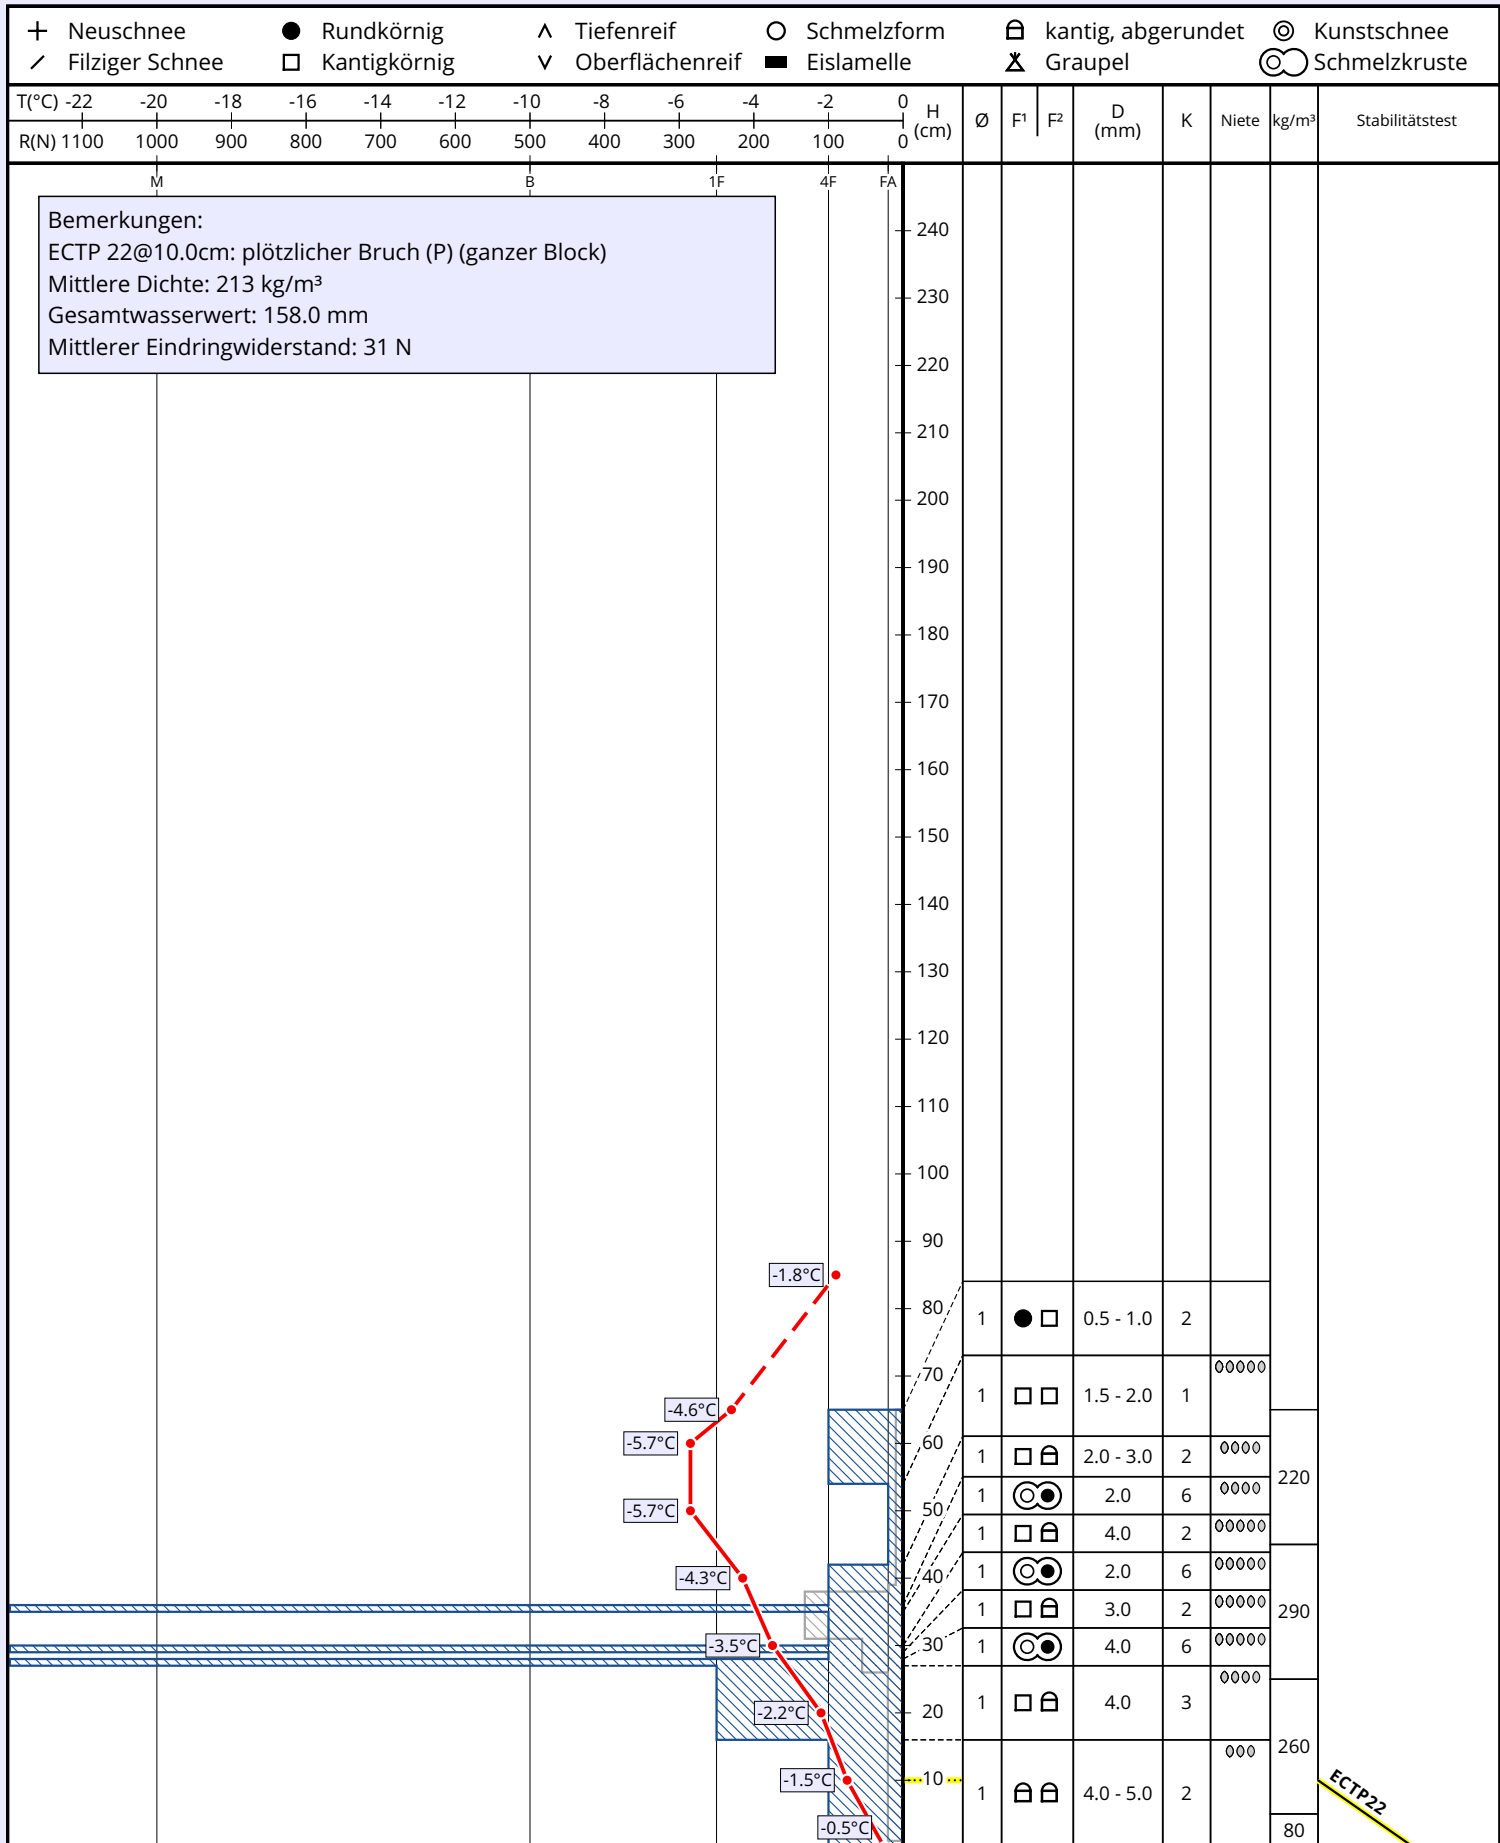 Neuschnee Rundkörnig Tiefenreif Schmelzform kantig, abgerundet Kunstschnee
Filziger Schnee Kantigkörnig Oberflächenreif Eislamelle Graupel Schmelzkruste
T(°C) -22 -20 -18 -16 -14 -12 -10 -8 -6 -4 -2 0
R(N) 1100 1000 900 800 700 600 500 400 300 200 100 0
H (cm) Ø F¹ F² D (mm) K Niete kg/m³ Stabilitätstest
M B 1F 4F FA
Bemerkungen:
ECTP 22@10.0cm: plötzlicher Bruch (P) (ganzer Block)
Mittlere Dichte: 213 kg/m³
Gesamtwasserwert: 158.0 mm
Mittlerer Eindringwiderstand: 31 N
240
230
220
210
200
190
180
170
160
150
140
130
120
110
100
90
-1.8°C
80
1 0.5 - 1.0 2
70
1 1.5 - 2.0 1
-4.6°C
-5.7°C 60
1 2.0 - 3.0 2
220
1 2.0 6
-5.7°C 50
1 4.0 2
-4.3°C 40
1 2.0 6
1 3.0 2
290
-3.5°C 30
1 4.0 6
1 4.0 3
-2.2°C 20
260
-1.5°C 10
1 4.0 - 5.0 2
ECTP22
-0.5°C
80